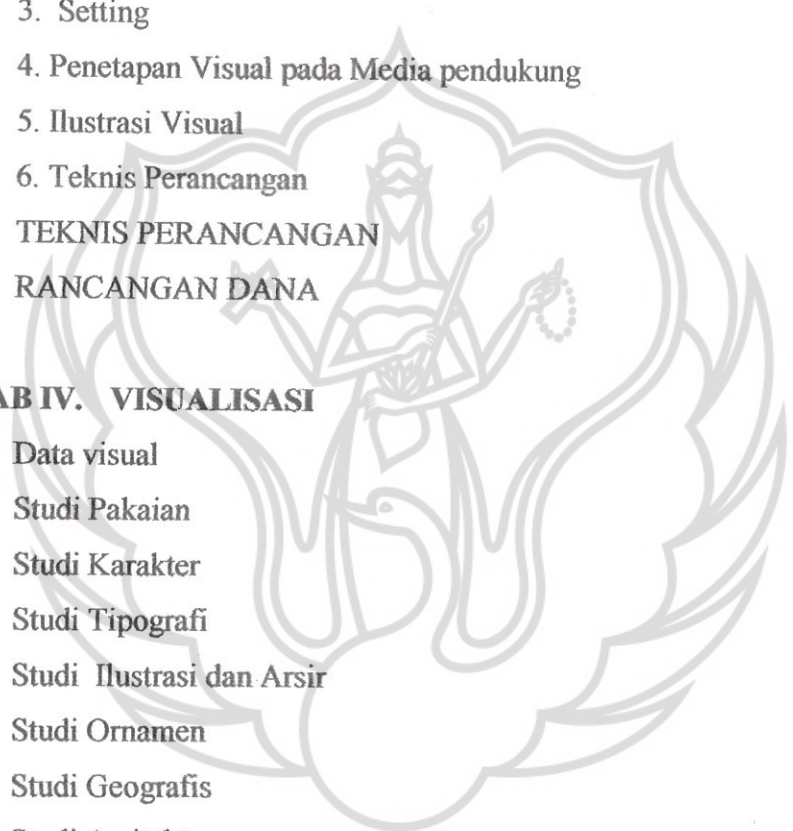 3. Setting
4. Penetapan Visual pada Media pendukung
5. Ilustrasi Visual
6. Teknis Perancangan
TEKNIS PERANCANGAN
RANCANGAN DANA
AB IV. VISUALISASI
Data visual
Studi Pakaian
Studi Karakter
Studi Tipografi
Studi Ilustrasi dan Arsir
Studi Ornamen
Studi Geografis